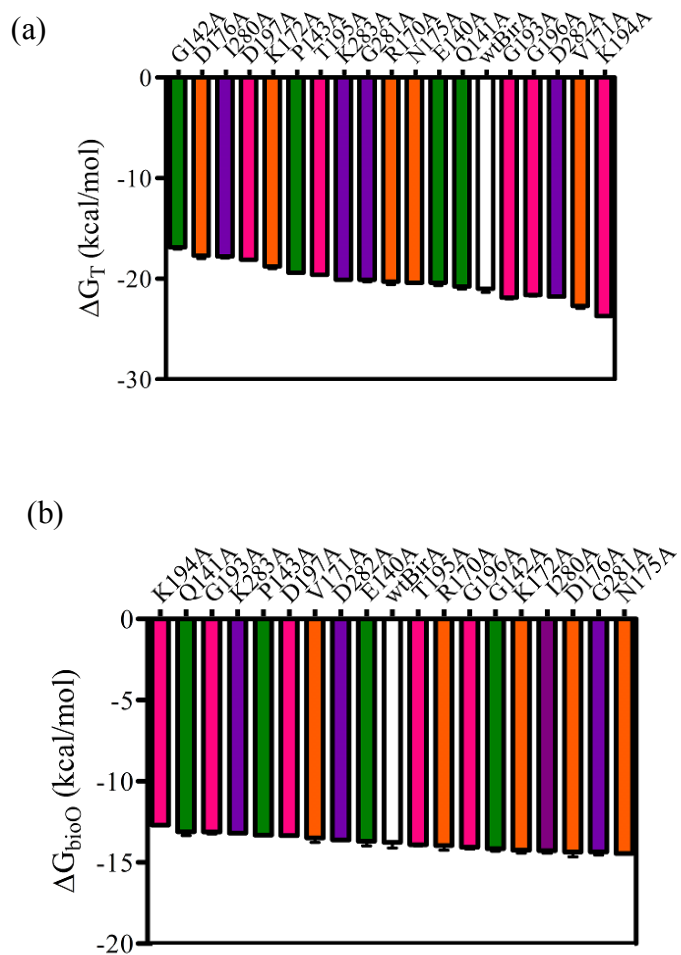 (a)
G142A D176A I280A D197A K172A P143A T195A K283A G281A R170A N175A E140A Q141A wtBirA G193A G196A D282A V171A K194A
0
-10
-20
-30
ΔGT (kcal/mol)
(b)
K194A Q141A G193A K283A P143A D197A V171A D282A E140A wtBirA T195A R170A G196A G142A K172A I280A D176A G281A N175A
0
-5
-10
-15
-20
ΔGbioO (kcal/mol)